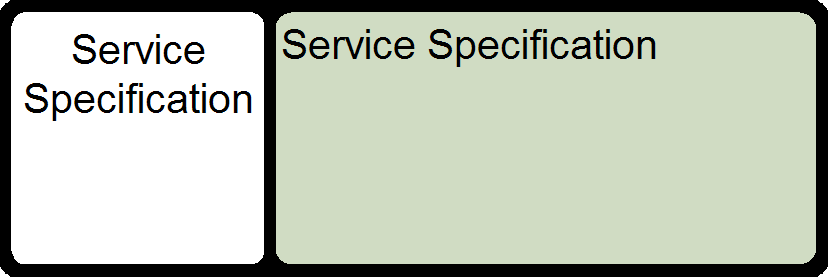 Service
Specification
Service Specification